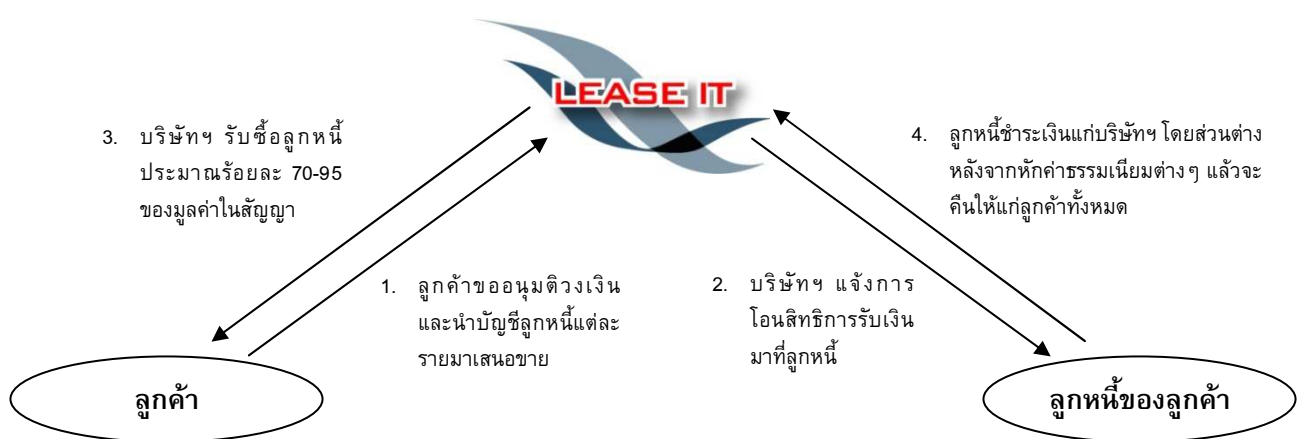 LEASE IT
3. บริษัทฯ รับซื้อลูกหนี้
ประมาณร้อยละ 70-95
ของมูลค่าในสัญญา
4. ลูกหนี้ชำระเงินแก่บริษัทฯ โดยส่วนต่าง
หลังจากหักค่าธรรมเนียมต่างๆ แล้วจะ
คืนให้แก่ลูกค้าทั้งหมด
1. ลูกค้าขออนุมติวงเงิน
และนำบัญชีลูกหนี้แต่ละ
รายมาเสนอขาย
2. บริษัทฯ แจ้งการ
โอนสิทธิการรับเงิน
มาที่ลูกหนี้
ลูกค้า
ลูกหนี้ของลูกค้า